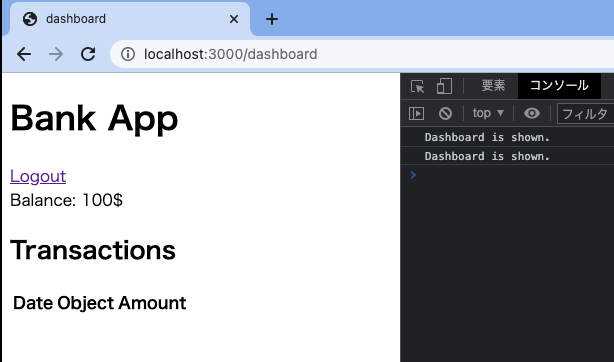 dashboard
localhost:3000/dashboard
Bank App
Logout
Balance: 100$
Transactions
Date Object Amount
要素 コンソール
top ▼ フィルタ
Dashboard is shown.
Dashboard is shown.